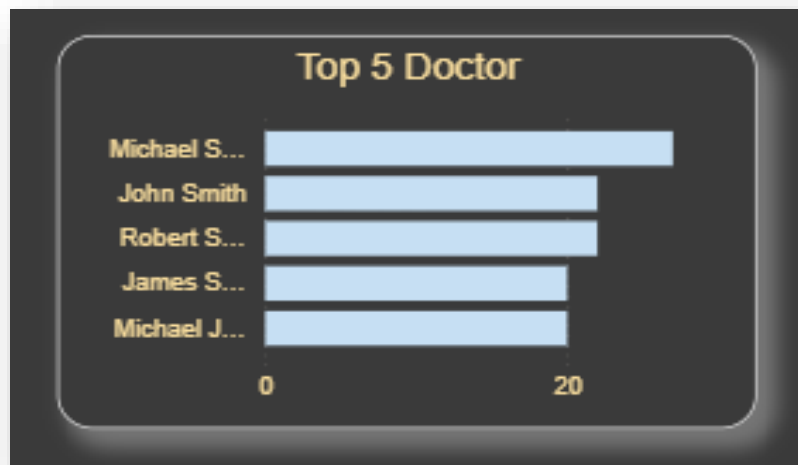 Top 5 Doctor
Michael S...
John Smith
Robert S...
James S...
Michael J...
0 20